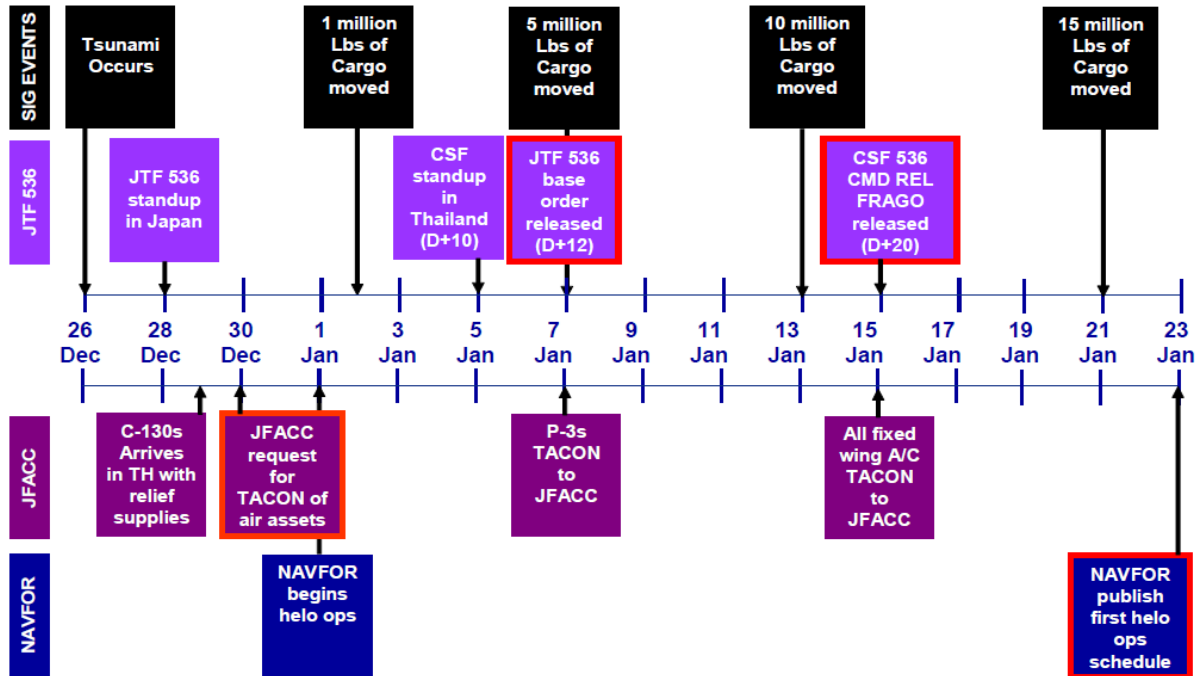 SIG EVENTS
Tsunami
Occurs
1 million
Lbs of
Cargo
moved
5 million
Lbs of
Cargo
moved
10 million
Lbs of
Cargo
moved
15 million
Lbs of
Cargo
moved
JTF 536
JTF 536
standup
in Japan
CSF
standup
in
Thailand
(D+10)
JTF 536
base
order
released
(D+12)
CSF 536
CMD REL
FRAGO
released
(D+20)
26
Dec
28
Dec
30
Dec
1
Jan
3
Jan
5
Jan
7
Jan
9
Jan
11
Jan
13
Jan
15
Jan
17
Jan
19
Jan
21
Jan
23
Jan
JFACC
C-130s
Arrives
in TH with
relief
supplies
JFACC
request
for
TACON of
air assets
P-3s
TACON
to
JFACC
All fixed
wing A/C
TACON
to
JFACC
NAVFOR
NAVFOR
begins
helo ops
NAVFOR
publish
first helo
ops
schedule